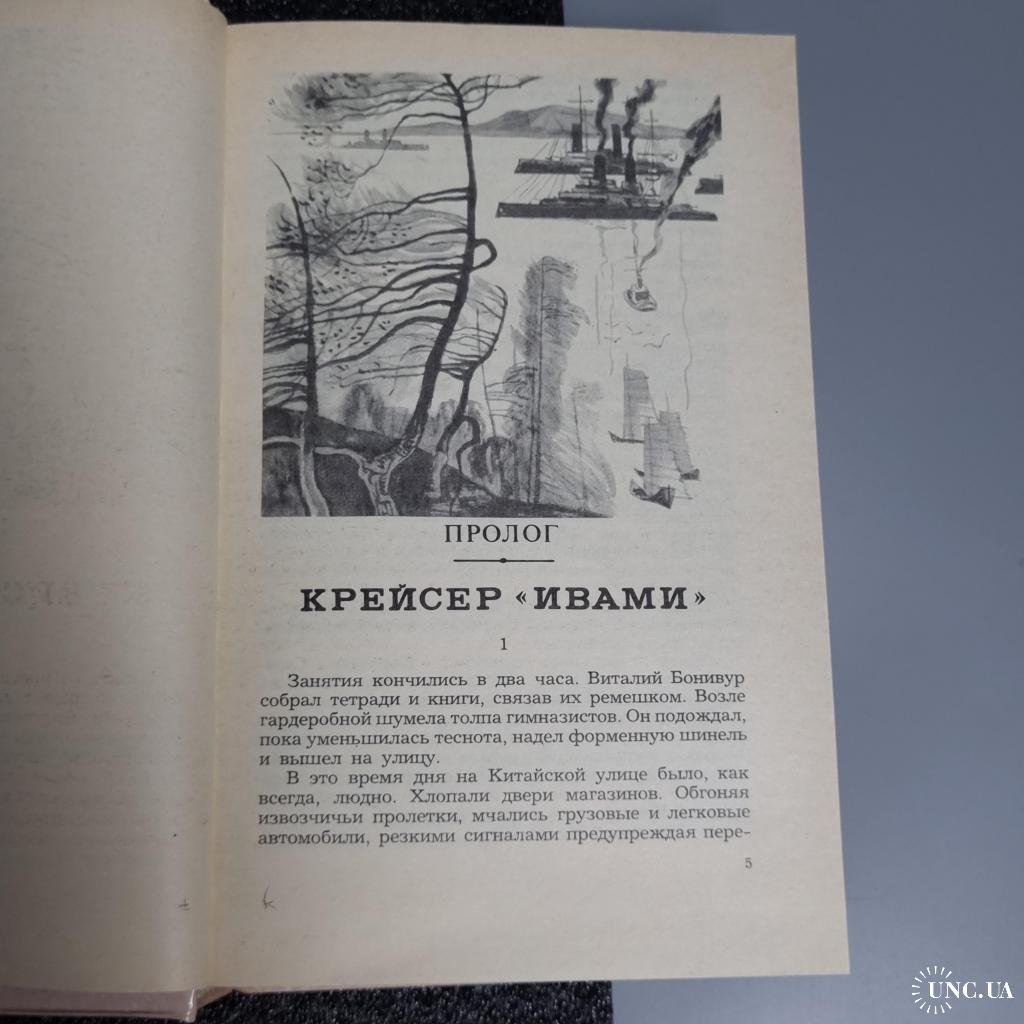 ПРОЛОГ
КРЕЙСЕР «ИВАМИ»
1
Занятия кончились в два часа. Виталий Бонивур
собрал тетради и книги, связав их ремешком. Возле
гардеробной шумела толпа гимназистов. Он подождал,
пока уменьшилась теснота, надел форменную шинель
и вышел на улицу.
В это время дня на Китайской улице было, как
всегда, людно. Хлопали двери магазинов. Обгоняя
извозчичьи пролетки, мчались грузовые и легковые
автомобили, резкими сигналами предупреждая пере-
5
UNC.UA